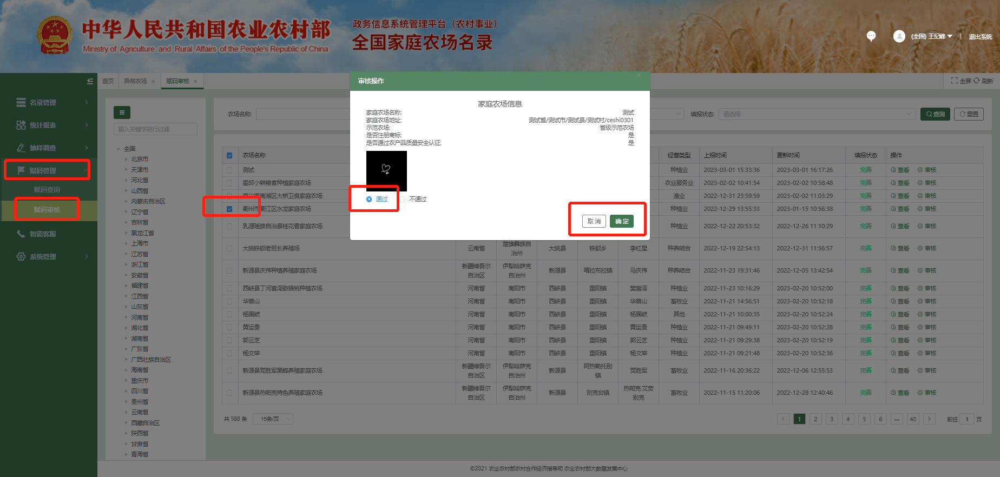 中华人民共和国农业农村部
Ministry of Agriculture and Rural Affairs of the People's Republic of China
政务信息系统管理平台（农村事业）
全国家庭农场名录
(全国) 王纪峰 | 退出系统
首页 异常农场 × 赋码审核 ×
全屏 刷新
名录管理
统计报表
抽样调查
赋码管理
赋码查询
赋码审核
智能客服
系统管理
输入关键字进行过滤
全国
北京市
天津市
河北省
山西省
内蒙古自治区
辽宁省
吉林省
黑龙江省
上海市
江苏省
浙江省
安徽省
福建省
江西省
山东省
河南省
湖北省
湖南省
广东省
广西壮族自治区
海南省
重庆市
四川省
贵州省
云南省
西藏自治区
陕西省
甘肃省
青海省
农场名称:
填报状态: 请选择 查询 重置
审核操作 ×
家庭农场信息
家庭农场名称: 测试
家庭农场地址: 测试省/测试市/测试县/测试村/ceshi0301
示范农场: 省级示范农场
是否注册商标: 是
是否通过农产品质量安全认证: 是
通过 不通过
取消 确定
农场名称 经营类型 上报时间 更新时间 填报状态 操作
测试 种植业 2023-03-01 15:33:36 2023-03-01 16:17:26 完善 查看 审核
霍邱小耕粮食种植家庭农场 农业服务业 2023-02-02 10:41:54 2023-02-02 10:58:48 完善 查看 审核
市南湖区大桥卫良家庭农场 渔业 2022-12-31 23:59:59 2023-02-02 11:03:29 完善 查看 审核
衢州市衢江区水龙家庭农场 种植业 2022-12-29 13:55:33 2023-01-15 10:56:38 完善 查看 审核
乳源瑶族自治县桂花香家庭农场 种植业 2022-12-22 20:53:32 2022-12-26 11:10:29 完善 查看 审核
大姚铁锁老班长养殖场 云南省 楚雄彝族自治州 大姚县 铁锁乡 李红星 种养结合 2022-12-19 22:54:13 2022-12-31 11:56:57 完善 查看 审核
新源县庆伟种植养殖家庭农场 新疆维吾尔自治区 伊犁哈萨克自治州 新源县 喀拉布拉镇 马庆伟 种养结合 2022-11-23 19:31:46 2022-12-05 13:42:54 完善 查看 审核
西峡县丁河喜泽猕猴桃种植农场 河南省 南阳市 西峡县 重阳镇 樊喜泽 种植业 2022-11-23 10:16:29 2023-02-20 10:52:00 完善 查看 审核
华普山 河南省 南阳市 西峡县 重阳镇 华普山 畜牧业 2022-11-21 14:56:51 2023-02-20 10:52:18 完善 查看 审核
杨国岐 河南省 南阳市 西峡县 重阳镇 杨国岐 其他 2022-11-21 10:00:35 2023-02-20 10:52:24 完善 查看 审核
黄运贵 河南省 南阳市 西峡县 重阳镇 黄运贵 种植业 2022-11-21 09:49:11 2023-02-20 10:52:28 完善 查看 审核
郭云芝 河南省 南阳市 西峡县 重阳镇 郭云芝 种植业 2022-11-21 09:29:38 2023-02-20 10:52:19 完善 查看 审核
杨文举 河南省 南阳市 西峡县 重阳镇 杨文举 种植业 2022-11-21 09:21:48 2023-02-20 10:52:36 完善 查看 审核
新源县党胜军黑蜂养殖家庭农场 新疆维吾尔自治区 伊犁哈萨克自治州 新源县 阿热勒托别镇 党胜军 畜牧业 2022-11-16 20:36:22 2022-12-06 12:55:53 完善 查看 审核
新源县热帕克特色养殖家庭农场 新疆维吾尔自治区 伊犁哈萨克自治州 新源县 则克台镇 热帕克·艾劳别克 畜牧业 2022-11-15 11:20:06 2022-12-28 12:40:46 完善 查看 审核
共 588 条 15条/页 1 2 3 4 5 6 ··· 40 前往 1 页
©2021 农业农村部农村合作经济指导司 农业农村部大数据发展中心